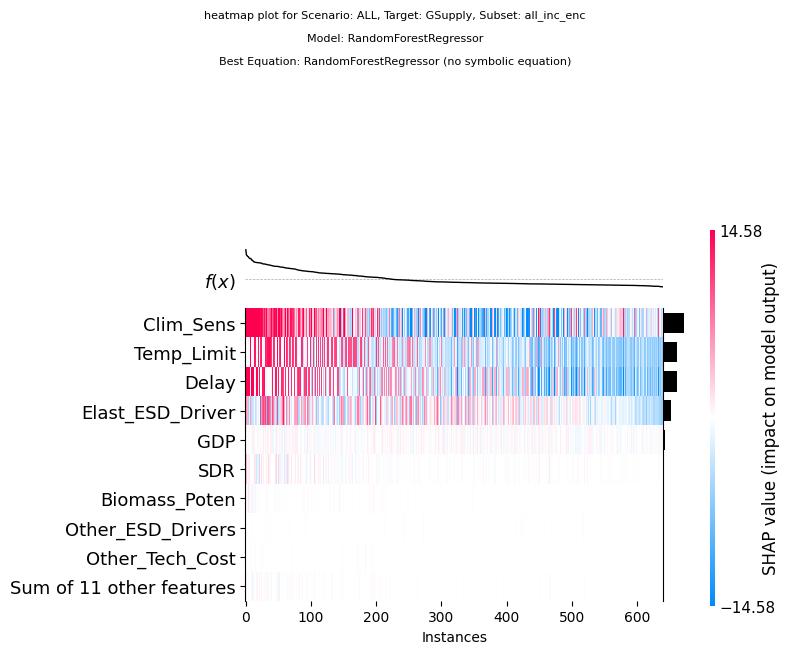 heatmap plot for Scenario: ALL, Target: GSupply, Subset: all_inc_enc
Model: RandomForestRegressor
Best Equation: RandomForestRegressor (no symbolic equation)
14.58
f(x)
Clim_Sens
Temp_Limit
Delay
Elast_ESD_Driver
GDP
SDR
Biomass_Poten
Other_ESD_Drivers
Other_Tech_Cost
Sum of 11 other features
0 100 200 300 400 500 600
Instances
−14.58
SHAP value (impact on model output)